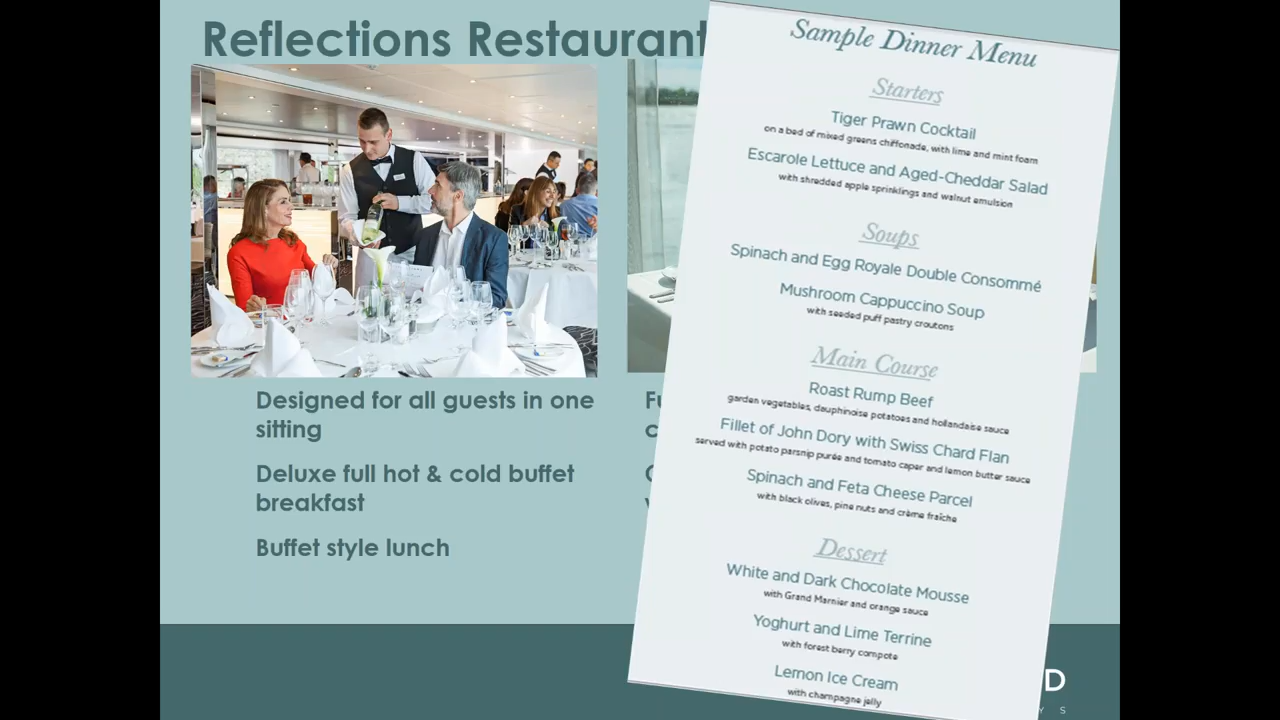 Reflections Restaurant
Designed for all guests in one
sitting
Deluxe full hot & cold buffet
breakfast
Buffet style lunch
Sample Dinner Menu
Starters
Tiger Prawn Cocktail
on a bed of mixed greens chiffonade, with lime and mint foam
Escarole Lettuce and Aged-Cheddar Salad
with shredded apple sprinklings and walnut emulsion
Soups
Spinach and Egg Royale Double Consommé
Mushroom Cappuccino Soup
with seeded puff pastry croutons
Main Course
Roast Rump Beef
garden vegetables, dauphinoise potatoes and hollandaise sauce
Fillet of John Dory with Swiss Chard Flan
served with potato parsnip purée and tomato caper and lemon butter sauce
Spinach and Feta Cheese Parcel
with black olives, pine nuts and crème fraîche
Dessert
White and Dark Chocolate Mousse
with Grand Marnier and orange sauce
Yoghurt and Lime Terrine
with forest berry compote
Lemon Ice Cream
with champagne jelly